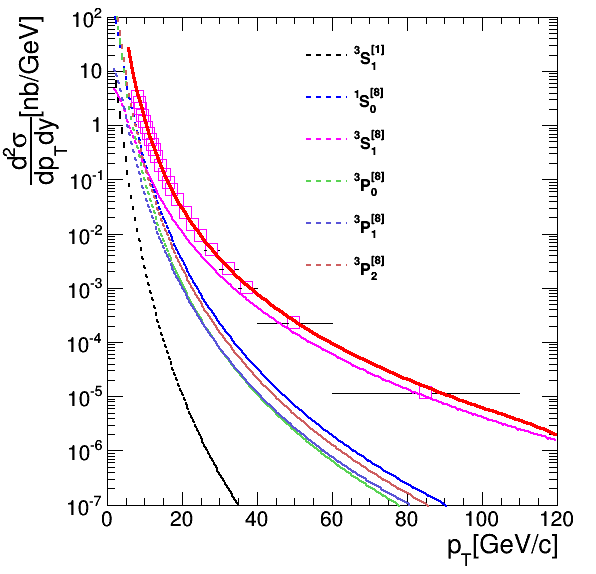 d²σ
dp_T dy [nb/GeV]
10²
10
1
10⁻¹
10⁻²
10⁻³
10⁻⁴
10⁻⁵
10⁻⁶
10⁻⁷
³S₁^[1]
¹S₀^[8]
³S₁^[8]
³P₀^[8]
³P₁^[8]
³P₂^[8]
0 20 40 60 80 100 120
p_T[GeV/c]